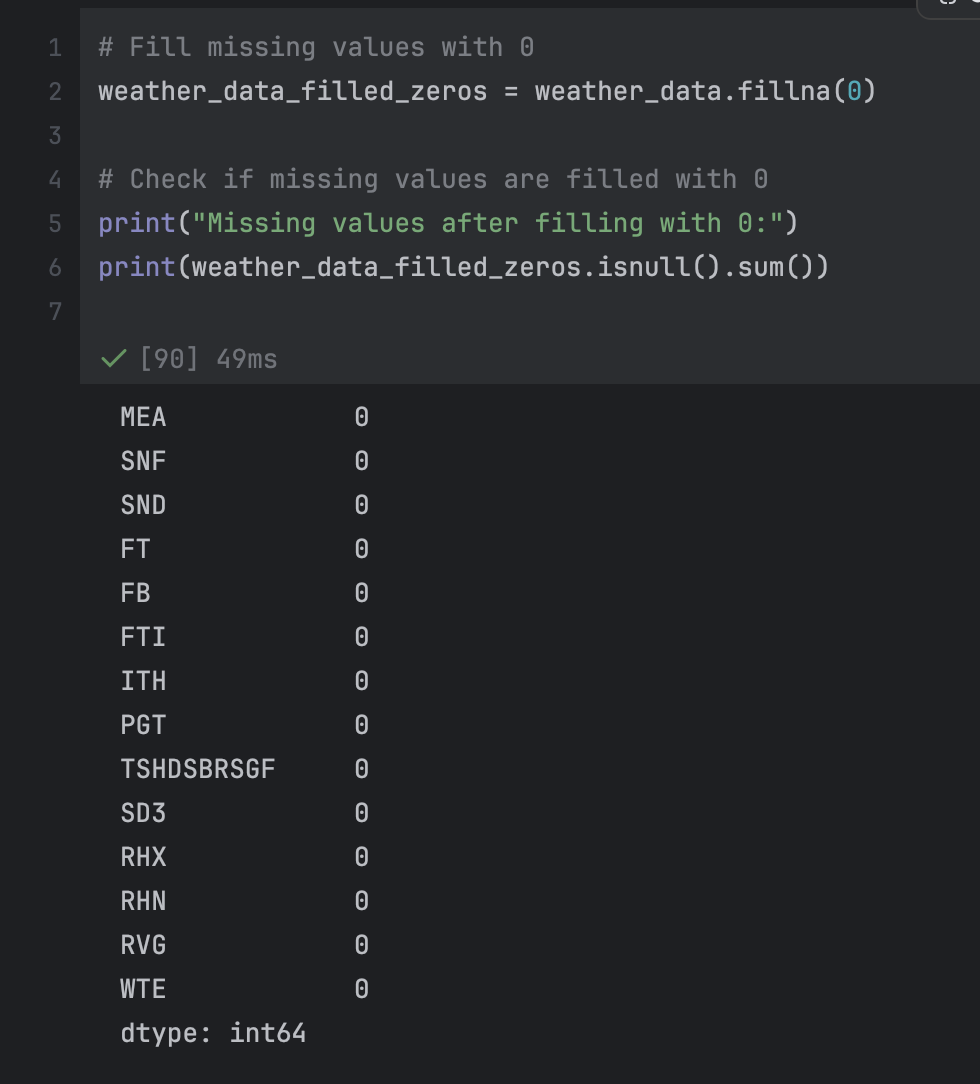 1 # Fill missing values with 0
2 weather_data_filled_zeros = weather_data.fillna(0)
3
4 # Check if missing values are filled with 0
5 print("Missing values after filling with 0:")
6 print(weather_data_filled_zeros.isnull().sum())
7
[90] 49ms
MEA 0
SNF 0
SND 0
FT 0
FB 0
FTI 0
ITH 0
PGT 0
TSHDSBRSGF 0
SD3 0
RHX 0
RHN 0
RVG 0
WTE 0
dtype: int64